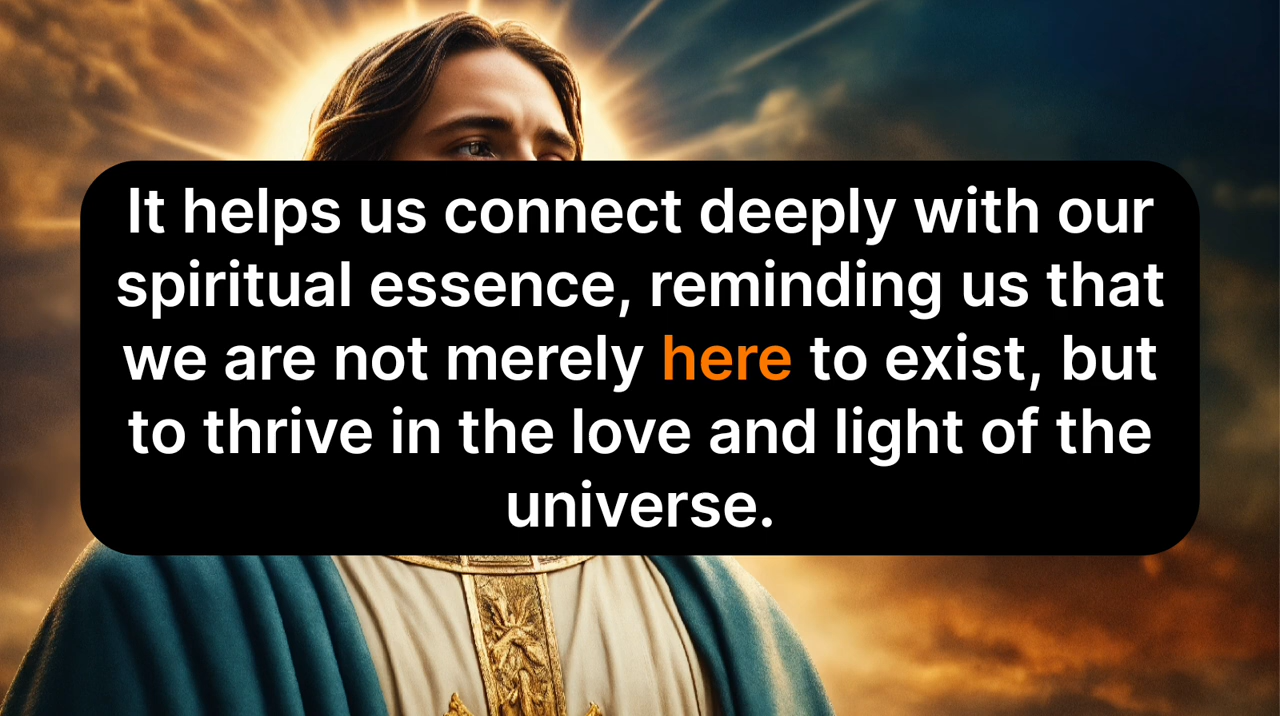 It helps us connect deeply with our
spiritual essence, reminding us that
we are not merely here to exist, but
to thrive in the love and light of the
universe.